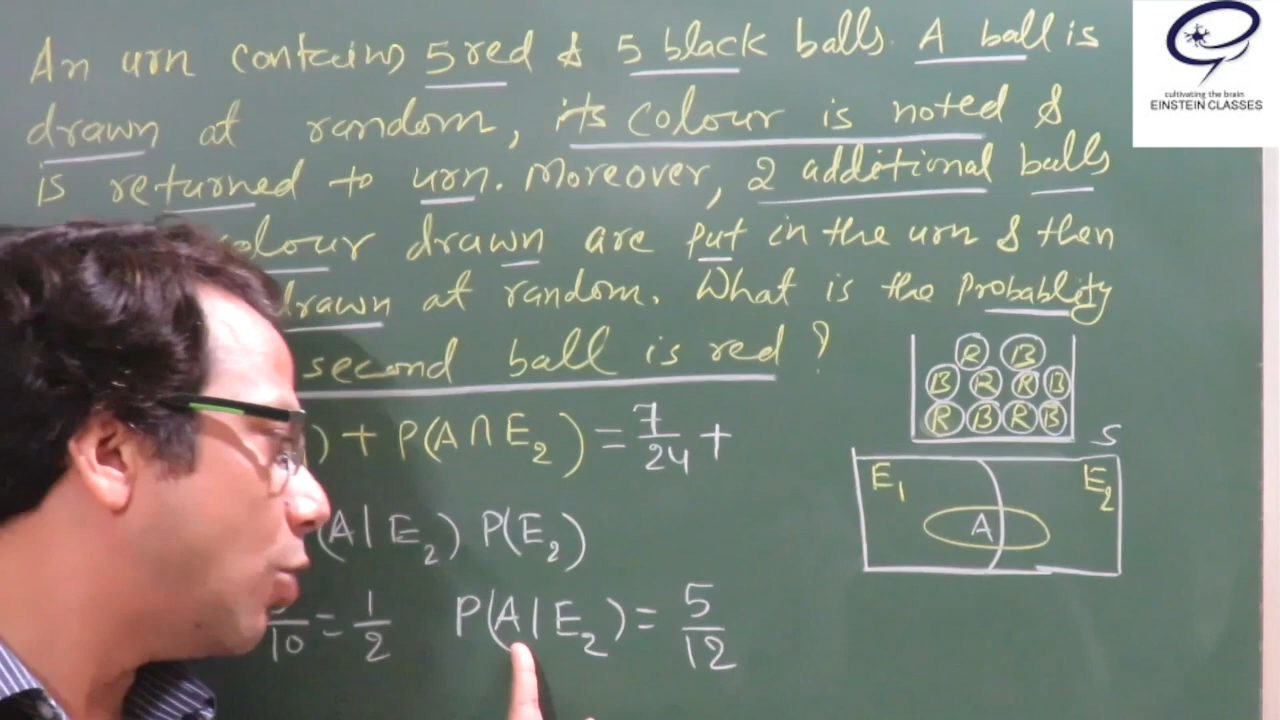 An urn contains 5 red & 5 black balls. A ball is
drawn at random, its colour is noted &
is returned to urn. Moreover, 2 additional balls
colour drawn are put in the urn & then
drawn at random. What is the Probablity
second ball is red ?
) + P(A ∩ E₂) = 7/24 +
(A | E₂) P(E₂)
/10 = 1/2 P(A | E₂) = 5/12
R B
B R R B
R B R B
S
E₁ E₂
A
cultivating the brain
EINSTEIN CLASSES